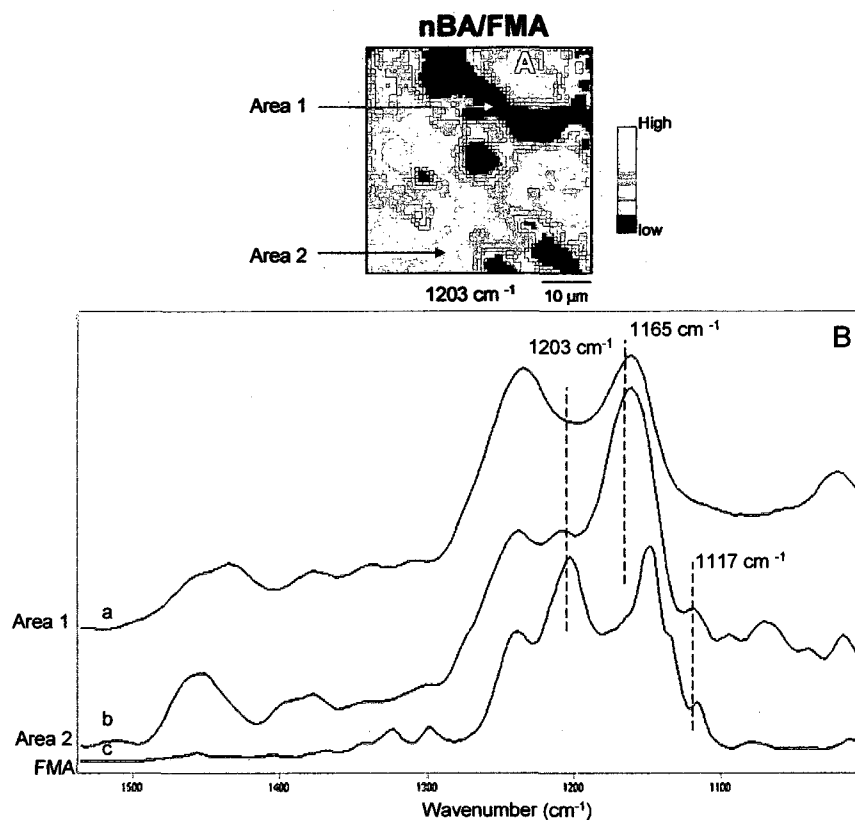 nBA/FMA
A
Area 1
High
low
Area 2
1203 cm -1
10 µm
B
1165 cm -1
1203 cm-1
1117 cm -1
a
Area 1
b
Area 2
c
FMA
1500 1400 1300 1200 1100
Wavenumber (cm-1)